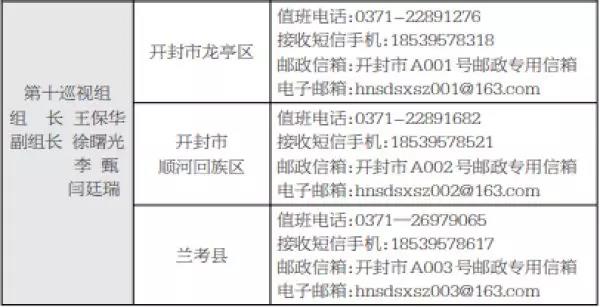 第十巡视组
组　长 王保华
副组长 徐曙光
李　甄
闫廷瑞
开封市龙亭区
值班电话:0371-22891276
接收短信手机:18539578318
邮政信箱:开封市A001号邮政专用信箱
电子邮箱:hnsdsxsz001@163.com
开封市
顺河回族区
值班电话:0371-22891682
接收短信手机:18539578521
邮政信箱:开封市A002号邮政专用信箱
电子邮箱:hnsdsxsz002@163.com
兰考县
值班电话:0371—26979065
接收短信手机:18539578617
邮政信箱:开封市A003号邮政专用信箱
电子邮箱:hnsdsxsz003@163.com